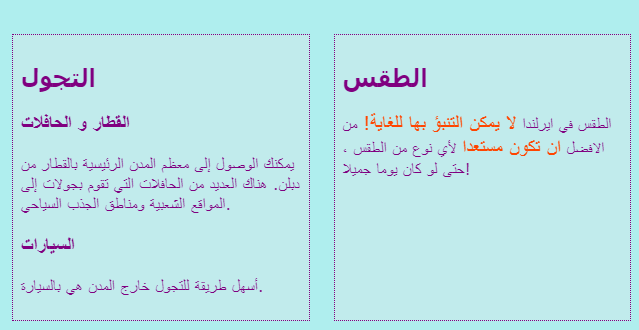 الطقس
الطقس في ايرلندا لا يمكن التنبؤ بها للغاية! من
الافضل ان تكون مستعدا لأي نوع من الطقس ،
حتى لو كان يوما جميلا!
التجول
القطار و الحافلات
يمكنك الوصول إلى معظم المدن الرئيسية بالقطار من
دبلن. هناك العديد من الحافلات التي تقوم بجولات إلى
المواقع الشعبية ومناطق الجذب السياحي.
السيارات
أسهل طريقة للتجول خارج المدن هي بالسيارة.